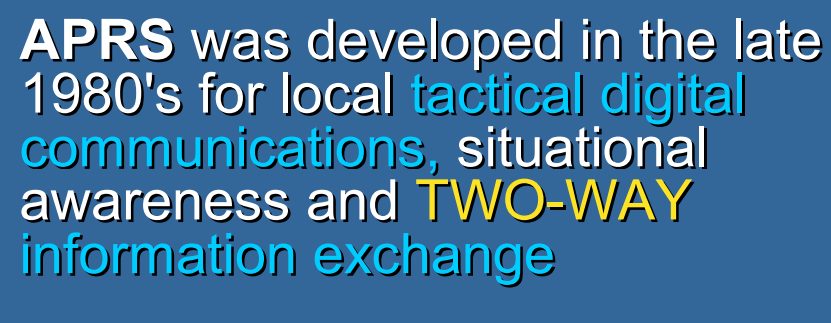 APRS was developed in the late
1980's for local tactical digital
communications, situational
awareness and TWO-WAY
information exchange